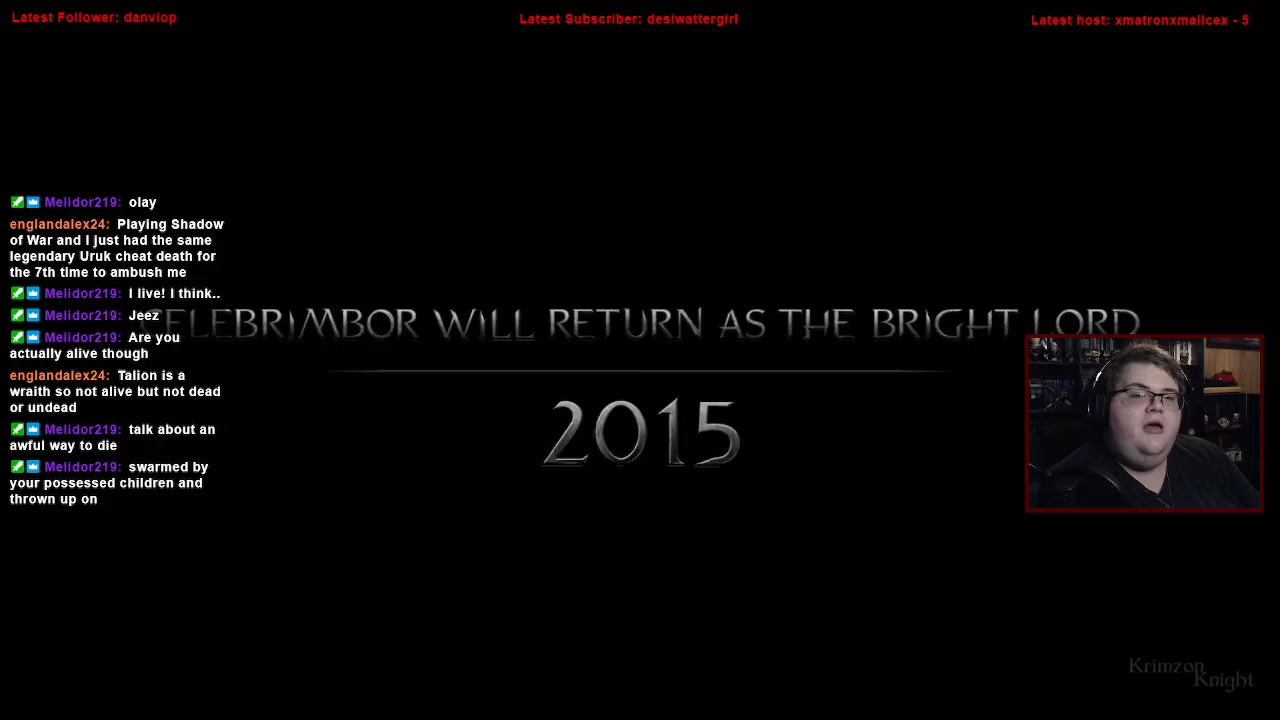 Latest Follower: danviop
Latest Subscriber: desiwattergirl
Latest host: xmatronxmalicex - 5
Melidor219: olay
englandalex24: Playing Shadow
of War and I just had the same
legendary Uruk cheat death for
the 7th time to ambush me
Melidor219: I live! I think..
Melidor219: Jeez
Melidor219: Are you
actually alive though
englandalex24: Talion is a
wraith so not alive but not dead
or undead
Melidor219: talk about an
awful way to die
Melidor219: swarmed by
your possessed children and
thrown up on
CELEBRIMBOR WILL RETURN AS THE BRIGHT LORD
2015
Krimzon
Knight